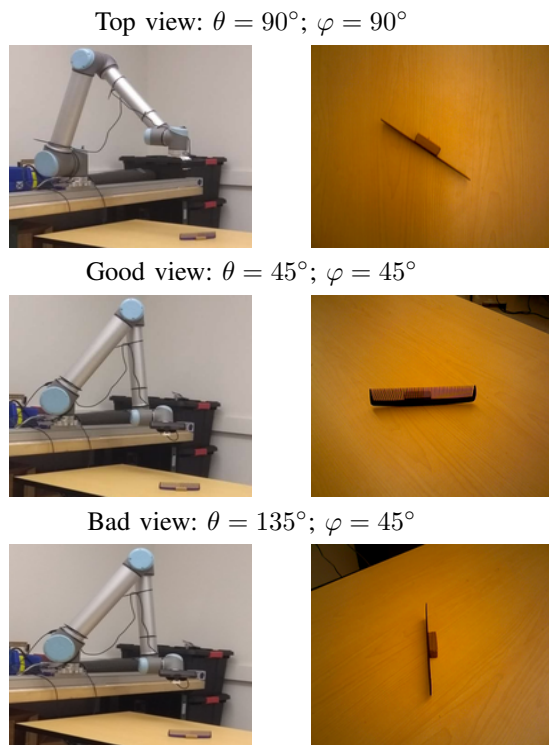 Top view: θ = 90°; φ = 90°
Good view: θ = 45°; φ = 45°
Bad view: θ = 135°; φ = 45°